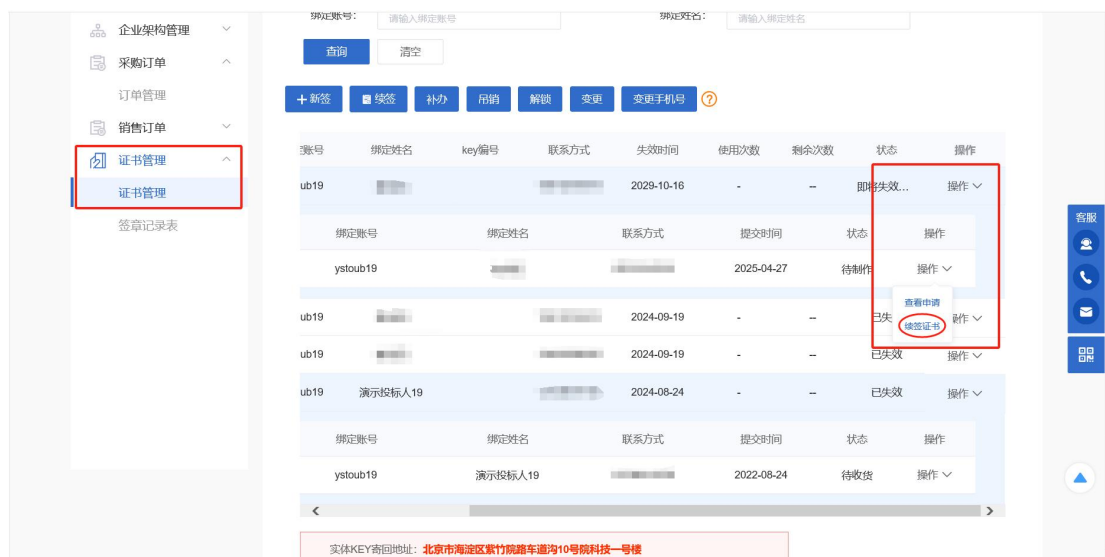 绑定账号： 请输入绑定账号 绑定姓名： 请输入绑定姓名
企业架构管理
采购订单
订单管理
销售订单
证书管理
证书管理
签章记录表
查询 清空
+ 新签 续签 补办 吊销 解锁 变更 变更手机号 ?
账号 绑定姓名 key编号 联系方式 失效时间 使用次数 剩余次数 状态 操作
ub19 2029-10-16 - -- 即将失效... 操作
绑定账号 绑定姓名 联系方式 提交时间 状态 操作
ystoub19 2025-04-27 待制作 操作
查看申请
续签证书
ub19 2024-09-19 - -- 已失 操作
ub19 2024-09-19 - -- 已失效 操作
ub19 演示投标人19 2024-08-24 - -- 已失效 操作
绑定账号 绑定姓名 联系方式 提交时间 状态 操作
ystoub19 演示投标人19 2022-08-24 待收货 操作
实体KEY寄回地址：北京市海淀区紫竹院路车道沟10号院科技一号楼
客服